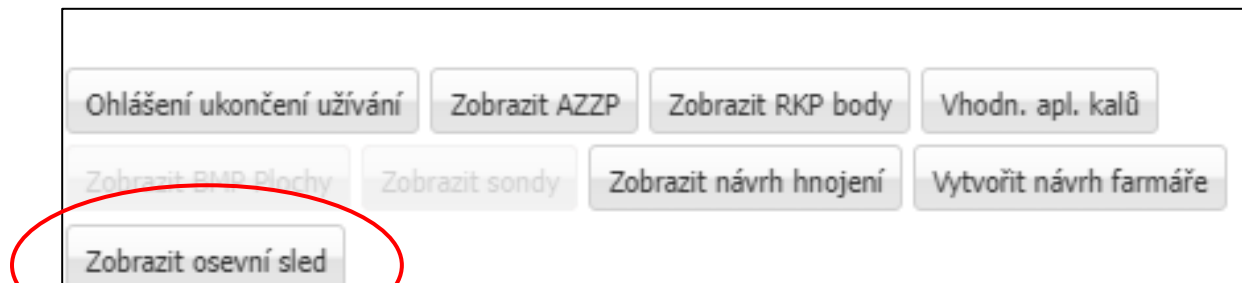 Ohlášení ukončení užívání Zobrazit AZZP Zobrazit RKP body Vhodn. apl. kalů
Zobrazit BMP Plochy Zobrazit sondy Zobrazit návrh hnojení Vytvořit návrh farmáře
Zobrazit osevní sled